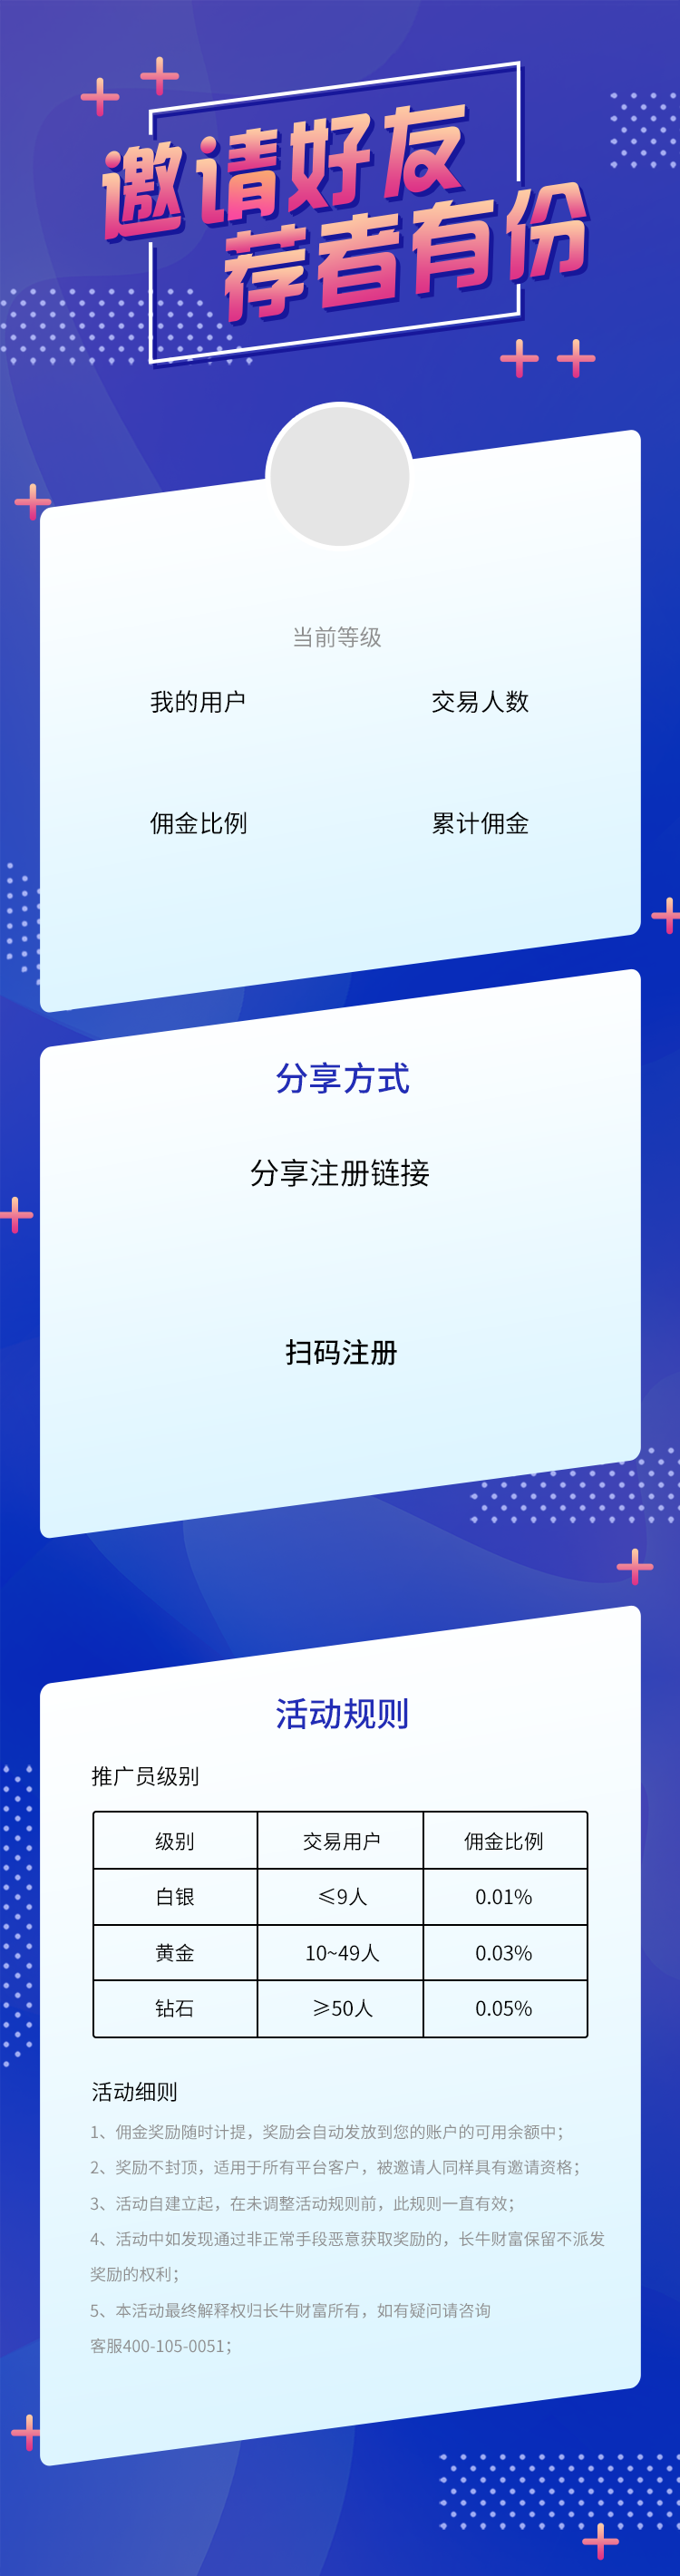 邀请好友
荐者有份
当前等级
我的用户 交易人数
佣金比例 累计佣金
分享方式
分享注册链接
扫码注册
活动规则
推广员级别
级别 交易用户 佣金比例
白银 ≤9人 0.01%
黄金 10~49人 0.03%
钻石 ≥50人 0.05%
活动细则
1、佣金奖励随时计提，奖励会自动发放到您的账户的可用余额中；
2、奖励不封顶，适用于所有平台客户，被邀请人同样具有邀请资格；
3、活动自建立起，在未调整活动规则前，此规则一直有效；
4、活动中如发现通过非正常手段恶意获取奖励的，长牛财富保留不派发
奖励的权利；
5、本活动最终解释权归长牛财富所有，如有疑问请咨询
客服400-105-0051；